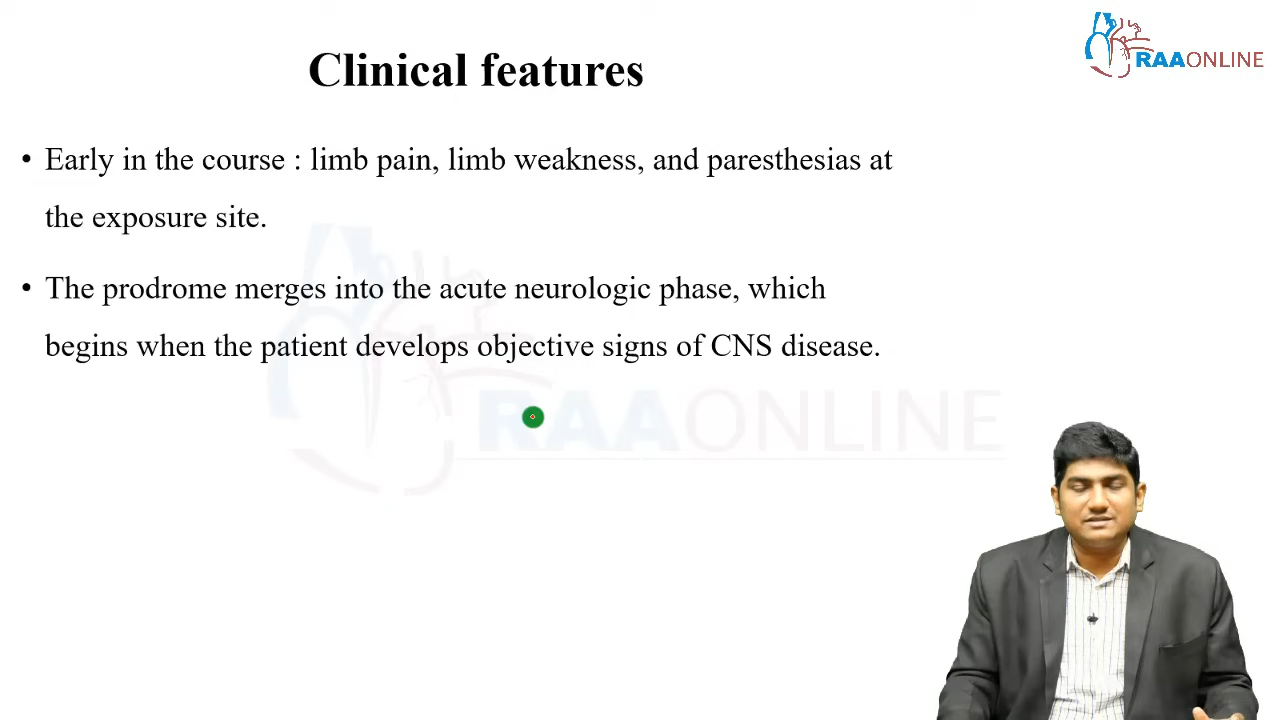 RAAONLINE
Clinical features
• Early in the course : limb pain, limb weakness, and paresthesias at
the exposure site.
• The prodrome merges into the acute neurologic phase, which
begins when the patient develops objective signs of CNS disease.
RAAONLINE